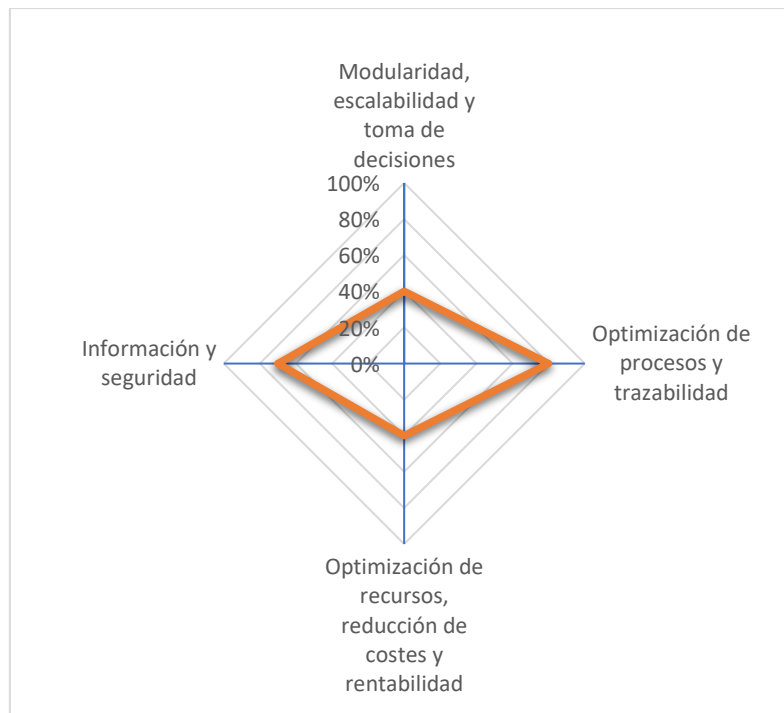 Modularidad,
escalabilidad y
toma de
decisiones
100%
80%
60%
40%
20%
0%
Optimización de
procesos y
trazabilidad
Optimización de
recursos,
reducción de
costes y
rentabilidad
Información y
seguridad